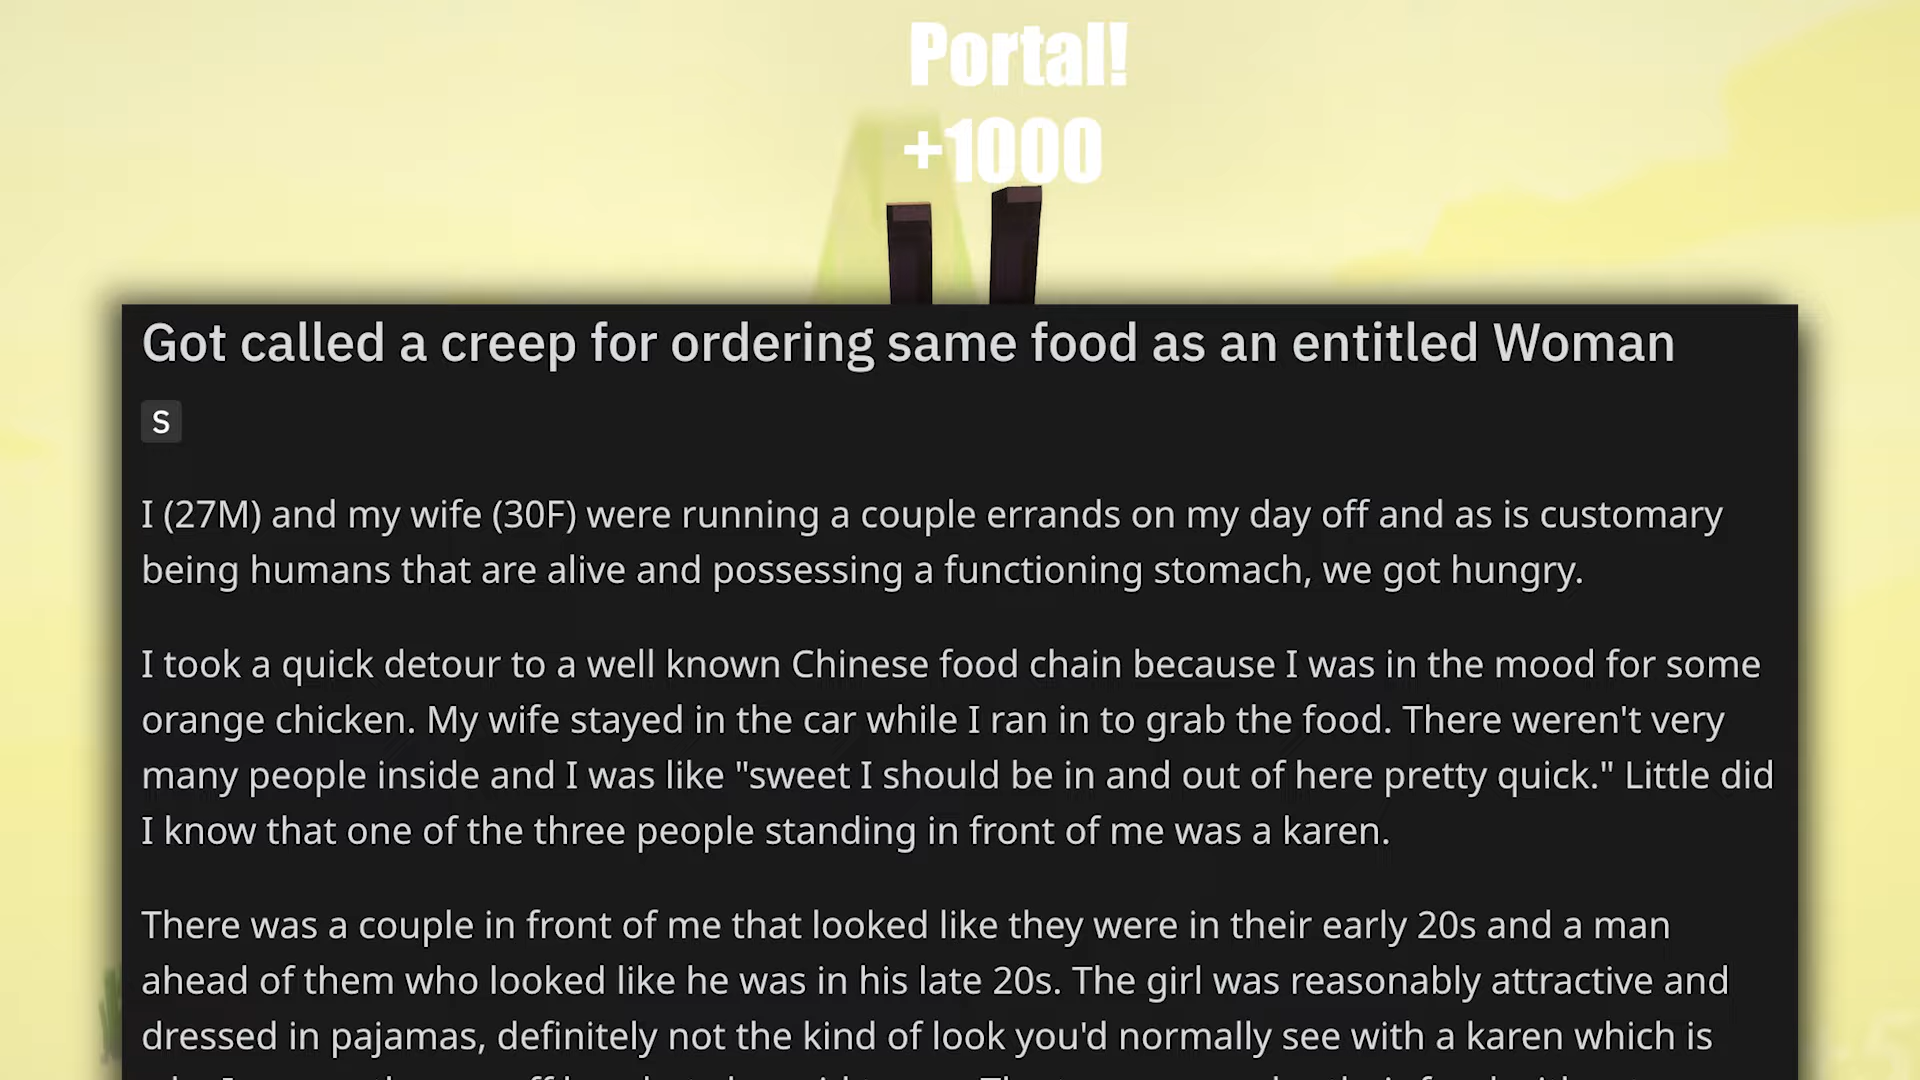 Portal!
+1000
Got called a creep for ordering same food as an entitled Woman
S
I (27M) and my wife (30F) were running a couple errands on my day off and as is customary
being humans that are alive and possessing a functioning stomach, we got hungry.
I took a quick detour to a well known Chinese food chain because I was in the mood for some
orange chicken. My wife stayed in the car while I ran in to grab the food. There weren't very
many people inside and I was like "sweet I should be in and out of here pretty quick." Little did
I know that one of the three people standing in front of me was a karen.
There was a couple in front of me that looked like they were in their early 20s and a man
ahead of them who looked like he was in his late 20s. The girl was reasonably attractive and
dressed in pajamas, definitely not the kind of look you'd normally see with a karen which is